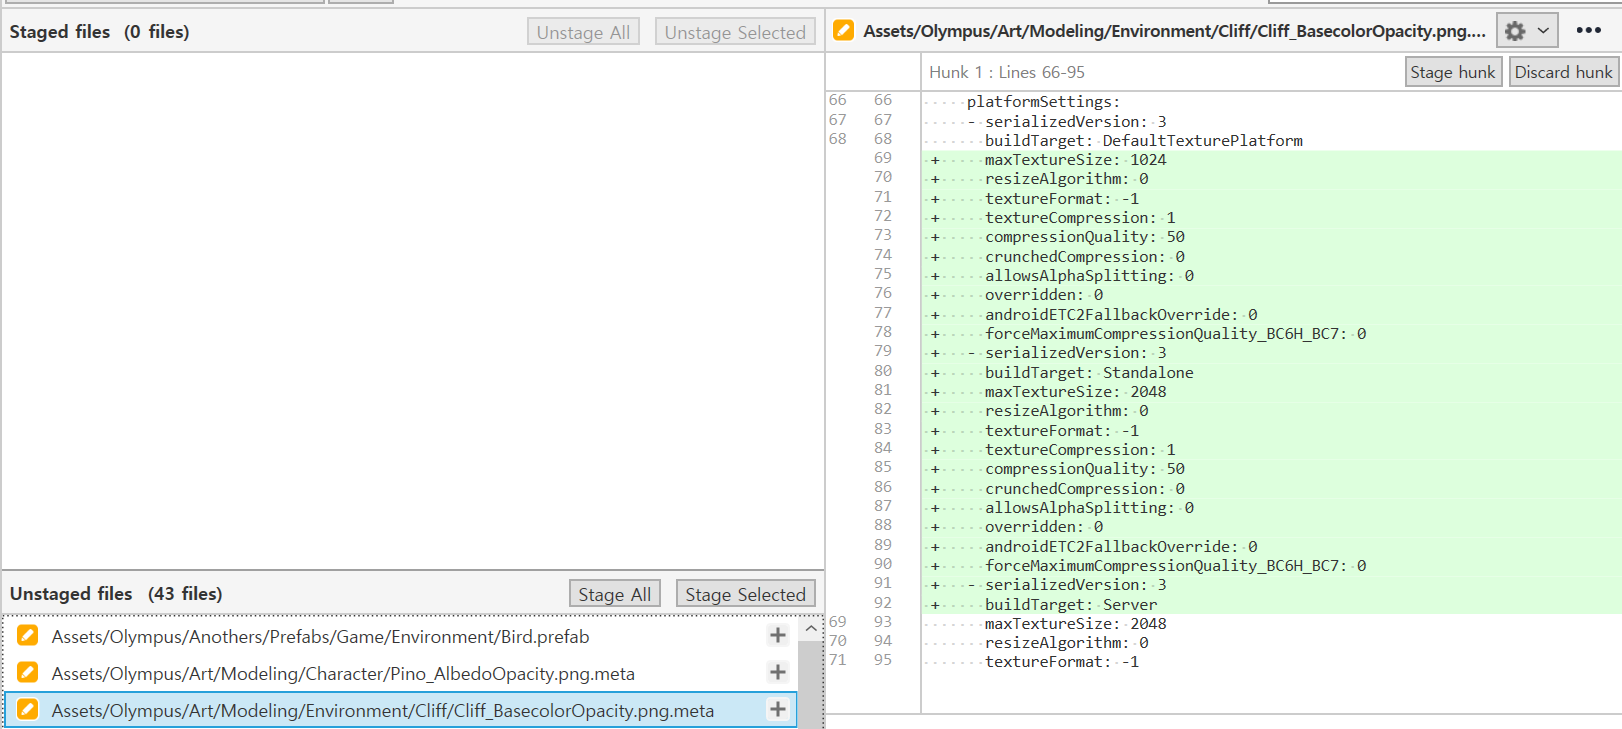 Staged files (0 files)
Unstage All
Unstage Selected
Unstaged files (43 files)
Stage All
Stage Selected
Assets/Olympus/Anothers/Prefabs/Game/Environment/Bird.prefab
Assets/Olympus/Art/Modeling/Character/Pino_AlbedoOpacity.png.meta
Assets/Olympus/Art/Modeling/Environment/Cliff/Cliff_BasecolorOpacity.png.meta
Assets/Olympus/Art/Modeling/Environment/Cliff/Cliff_BasecolorOpacity.png....
Hunk 1 : Lines 66-95
Stage hunk
Discard hunk
66 66 platformSettings:
67 67 - serializedVersion: 3
68 68 buildTarget: DefaultTexturePlatform
69 + maxTextureSize: 1024
70 + resizeAlgorithm: 0
71 + textureFormat: -1
72 + textureCompression: 1
73 + compressionQuality: 50
74 + crunchedCompression: 0
75 + allowsAlphaSplitting: 0
76 + overridden: 0
77 + androidETC2FallbackOverride: 0
78 + forceMaximumCompressionQuality_BC6H_BC7: 0
79 + - serializedVersion: 3
80 + buildTarget: Standalone
81 + maxTextureSize: 2048
82 + resizeAlgorithm: 0
83 + textureFormat: -1
84 + textureCompression: 1
85 + compressionQuality: 50
86 + crunchedCompression: 0
87 + allowsAlphaSplitting: 0
88 + overridden: 0
89 + androidETC2FallbackOverride: 0
90 + forceMaximumCompressionQuality_BC6H_BC7: 0
91 + - serializedVersion: 3
92 + buildTarget: Server
69 93 maxTextureSize: 2048
70 94 resizeAlgorithm: 0
71 95 textureFormat: -1